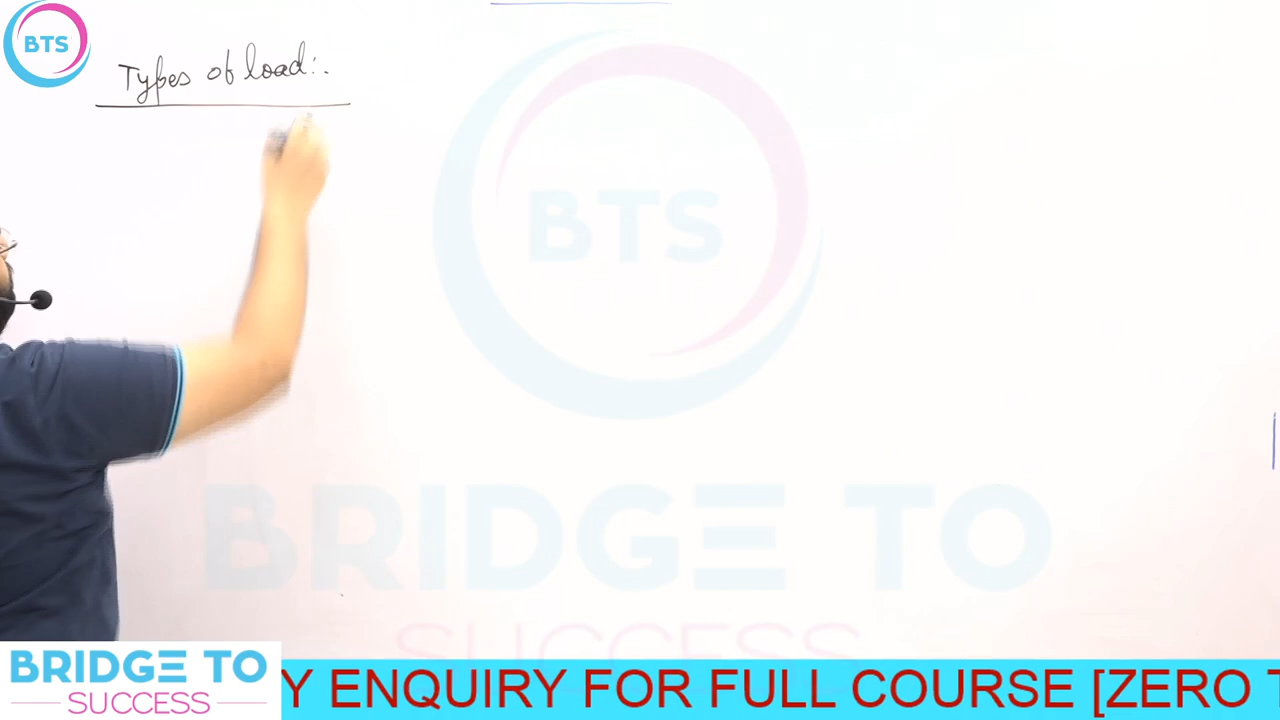 BTS
Types of load:.
BTS
BRIDGE TO
SUCCESS
BRIDGE TO
SUCCESS
Y ENQUIRY FOR FULL COURSE [ZERO